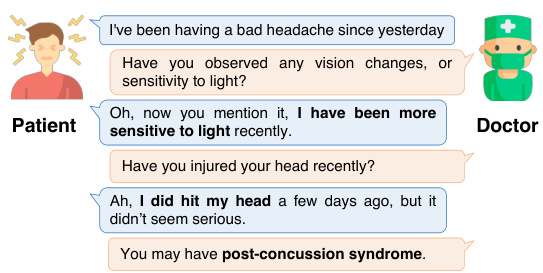 I've been having a bad headache since yesterday
Have you observed any vision changes, or
sensitivity to light?
Patient
Doctor
Oh, now you mention it, I have been more
sensitive to light recently.
Have you injured your head recently?
Ah, I did hit my head a few days ago, but it
didn't seem serious.
You may have post-concussion syndrome.